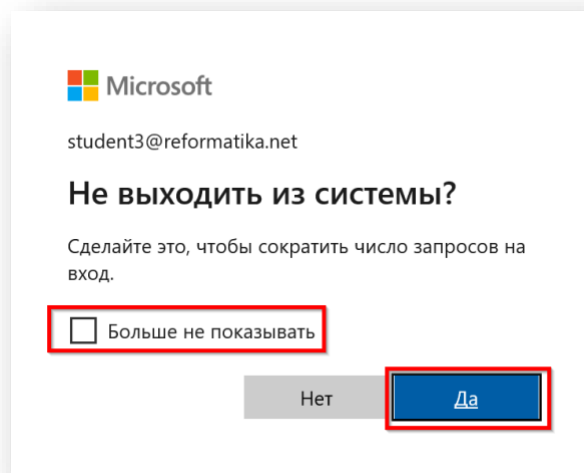 Microsoft
student3@reformatika.net
Не выходить из системы?
Сделайте это, чтобы сократить число запросов на
вход.
Больше не показывать
Нет
Да